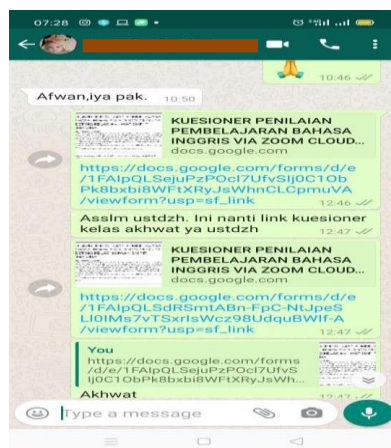 07:28
10:46
Afwan,iya pak. 10:50
KUESIONER PENILAIAN
PEMBELAJARAN BAHASA
INGGRIS VIA ZOOM CLOUD...
docs.google.com
https://docs.google.com/forms/d/e
/1FAIpQLSejuPzPOcl7UfvSIj0C1Ob
Pk8bxbi8WFtXRyJsWhnCLCpmuVA
/viewform?usp=sf_link
12:46
Asslm ustdzh. Ini nanti link kuesioner
kelas akhwat ya ustdzh
12:47
KUESIONER PENILAIAN
PEMBELAJARAN BAHASA
INGGRIS VIA ZOOM CLOUD...
docs.google.com
https://docs.google.com/forms/d/e
/1FAIpQLSdRSmtABn-FpC-NtJpeS
LI0IMs7vTSxrIsWcz98UdquBWIf-A
/viewform?usp=sf_link
12:47
You
https://docs.google.com/forms
/d/e/1FAIpQLSejuPzPOcl7UfvS
Ij0C1ObPk8bxbi8WFtXRyJsWh...
Akhwat
12:47
Type a message